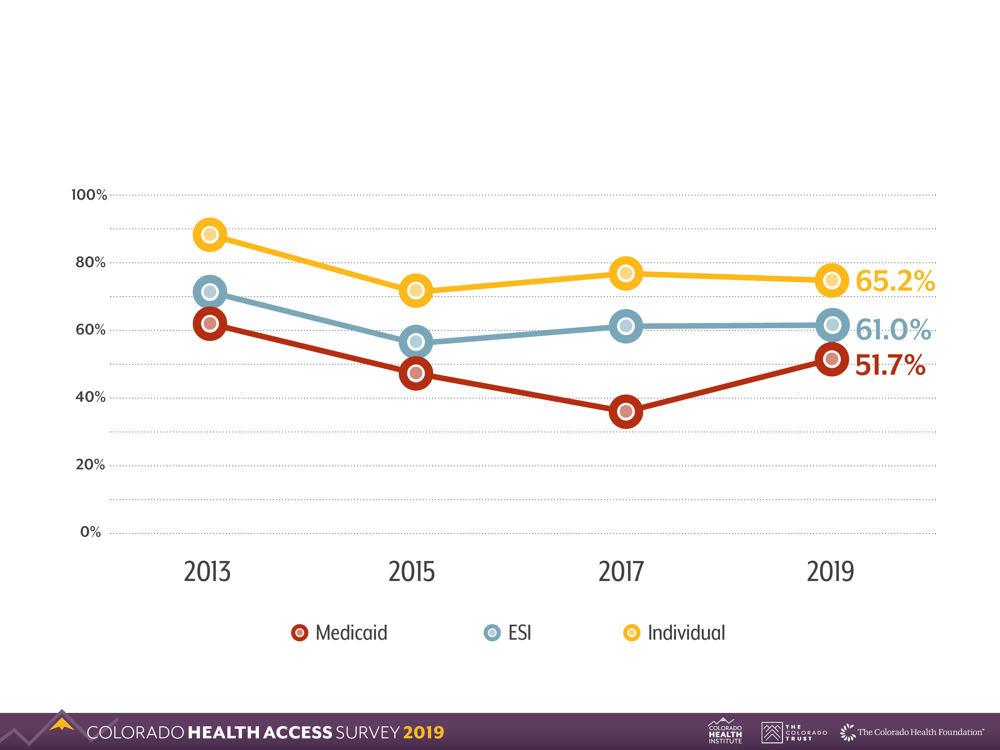 100%
80%
65.2%
60%
61.0%
51.7%
40%
20%
0%
2013 2015 2017 2019
Medicaid ESI Individual
COLORADO HEALTH ACCESS SURVEY 2019
COLORADO
HEALTH
INSTITUTE
THE
COLORADO
TRUST
The Colorado Health Foundation™